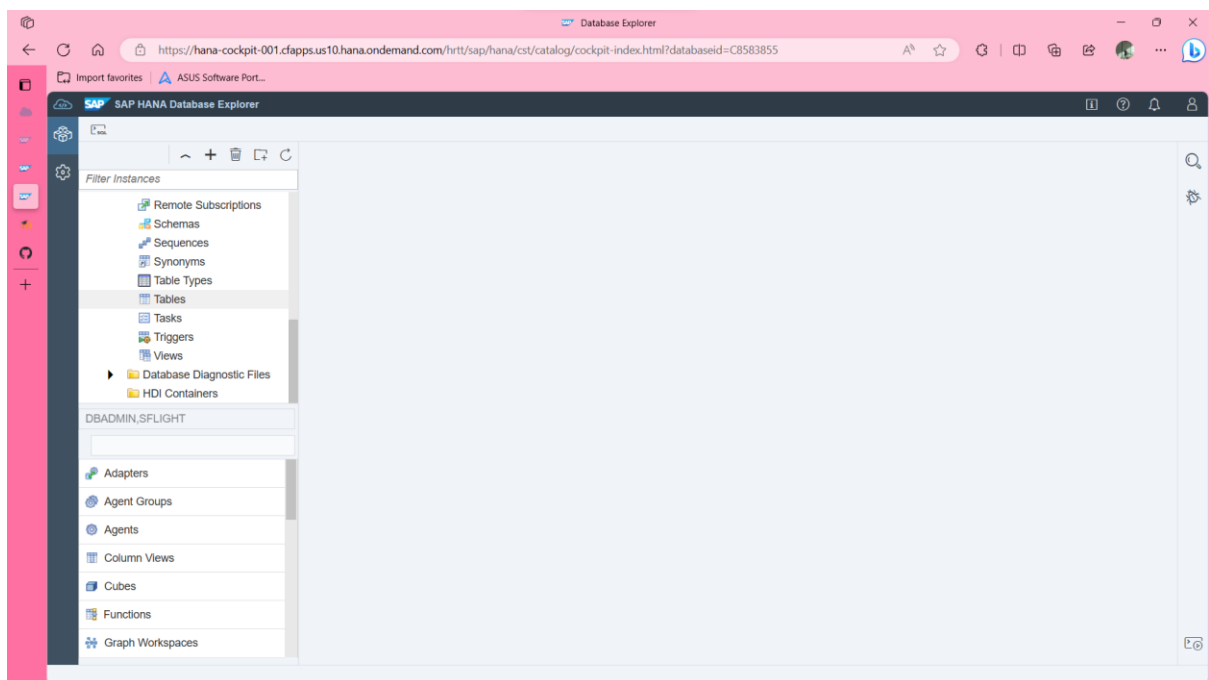 Database Explorer
https://hana-cockpit-001.cfapps.us10.hana.ondemand.com/hrtt/sap/hana/cst/catalog/cockpit-index.html?databaseid=C8583855
Import favorites ASUS Software Port...
SAP SAP HANA Database Explorer
SQL
Filter Instances
Remote Subscriptions
Schemas
Sequences
Synonyms
Table Types
Tables
Tasks
Triggers
Views
Database Diagnostic Files
HDI Containers
DBADMIN,SFLIGHT
Adapters
Agent Groups
Agents
Column Views
Cubes
Functions
Graph Workspaces